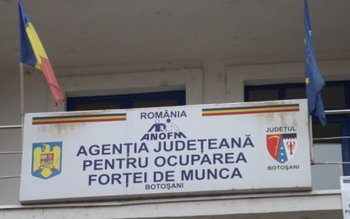 ROMÂNIA
ANOFM
AGENȚIA JUDEȚEANĂ
PENTRU OCUPAREA
FORȚEI DE MUNCA
BOTOȘANI
JUDEȚUL
BOTOȘANI